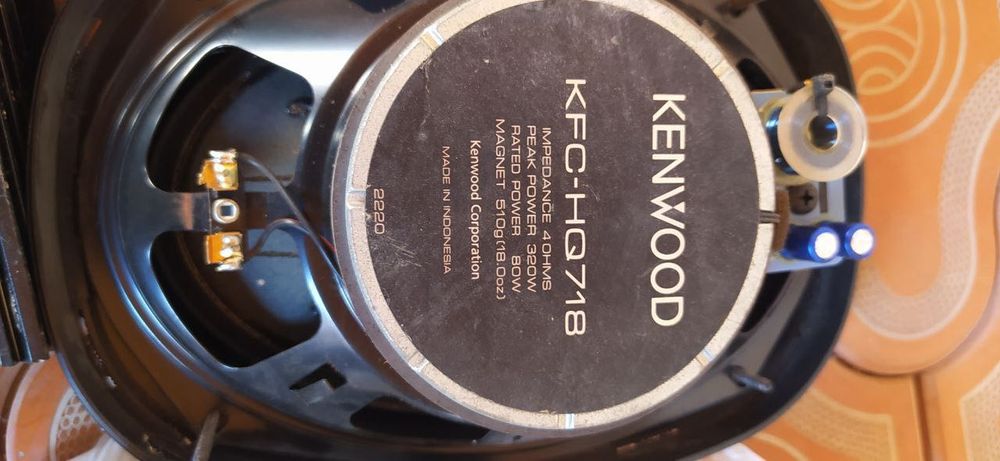 KENWOOD
KFC-HQ718
IMPEDANCE 4OHMS
PEAK POWER 320W
RATED POWER 80W
MAGNET 510g(18.0oz)
Kenwood Corporation
MADE IN INDONESIA
2220